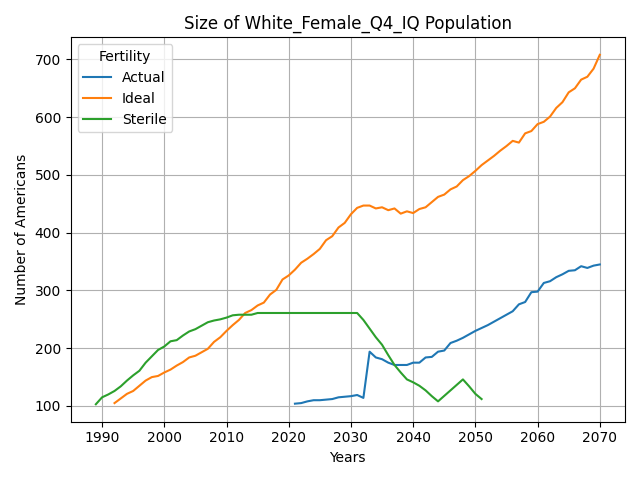 Size of White_Female_Q4_IQ Population
Fertility
Actual
Ideal
Sterile
Number of Americans
700
600
500
400
300
200
100
1990
2000
2010
2020
2030
2040
2050
2060
2070
Years